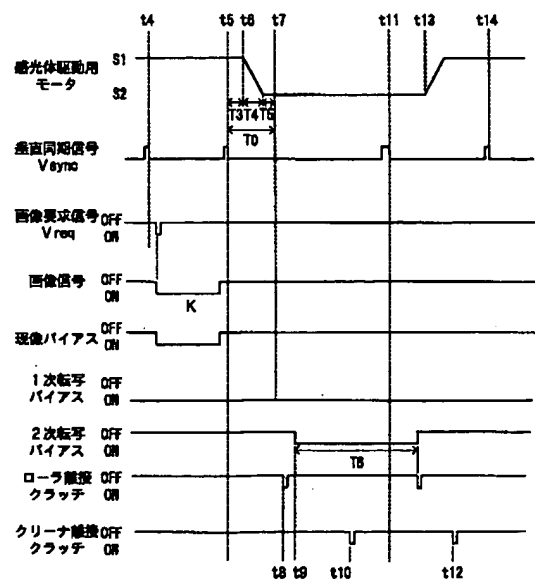 t4 t5 t6 t7 t11 t13 t14
感光体駆動用
モータ
S1
S2
T3 T4 T5
T0
垂直同期信号
Vsync
画像要求信号 OFF
Vreq ON
画像信号 OFF
ON
K
現像バイアス OFF
ON
1次転写 OFF
バイアス ON
2次転写 OFF
バイアス ON
T6
ローラ離接 OFF
クラッチ ON
クリーナ離接 OFF
クラッチ ON
t8 t9 t10 t12